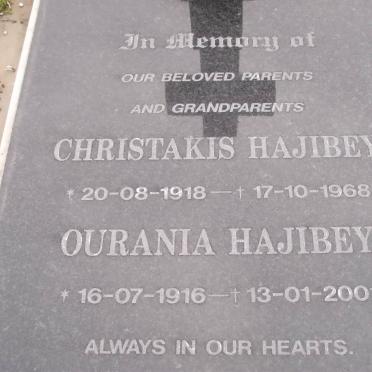 In Memory of
OUR BELOVED PARENTS
AND GRANDPARENTS
CHRISTAKIS HAJIBEY
* 20-08-1918 — † 17-10-1968
OURANIA HAJIBEY
* 16-07-1916 — † 13-01-200
ALWAYS IN OUR HEARTS.